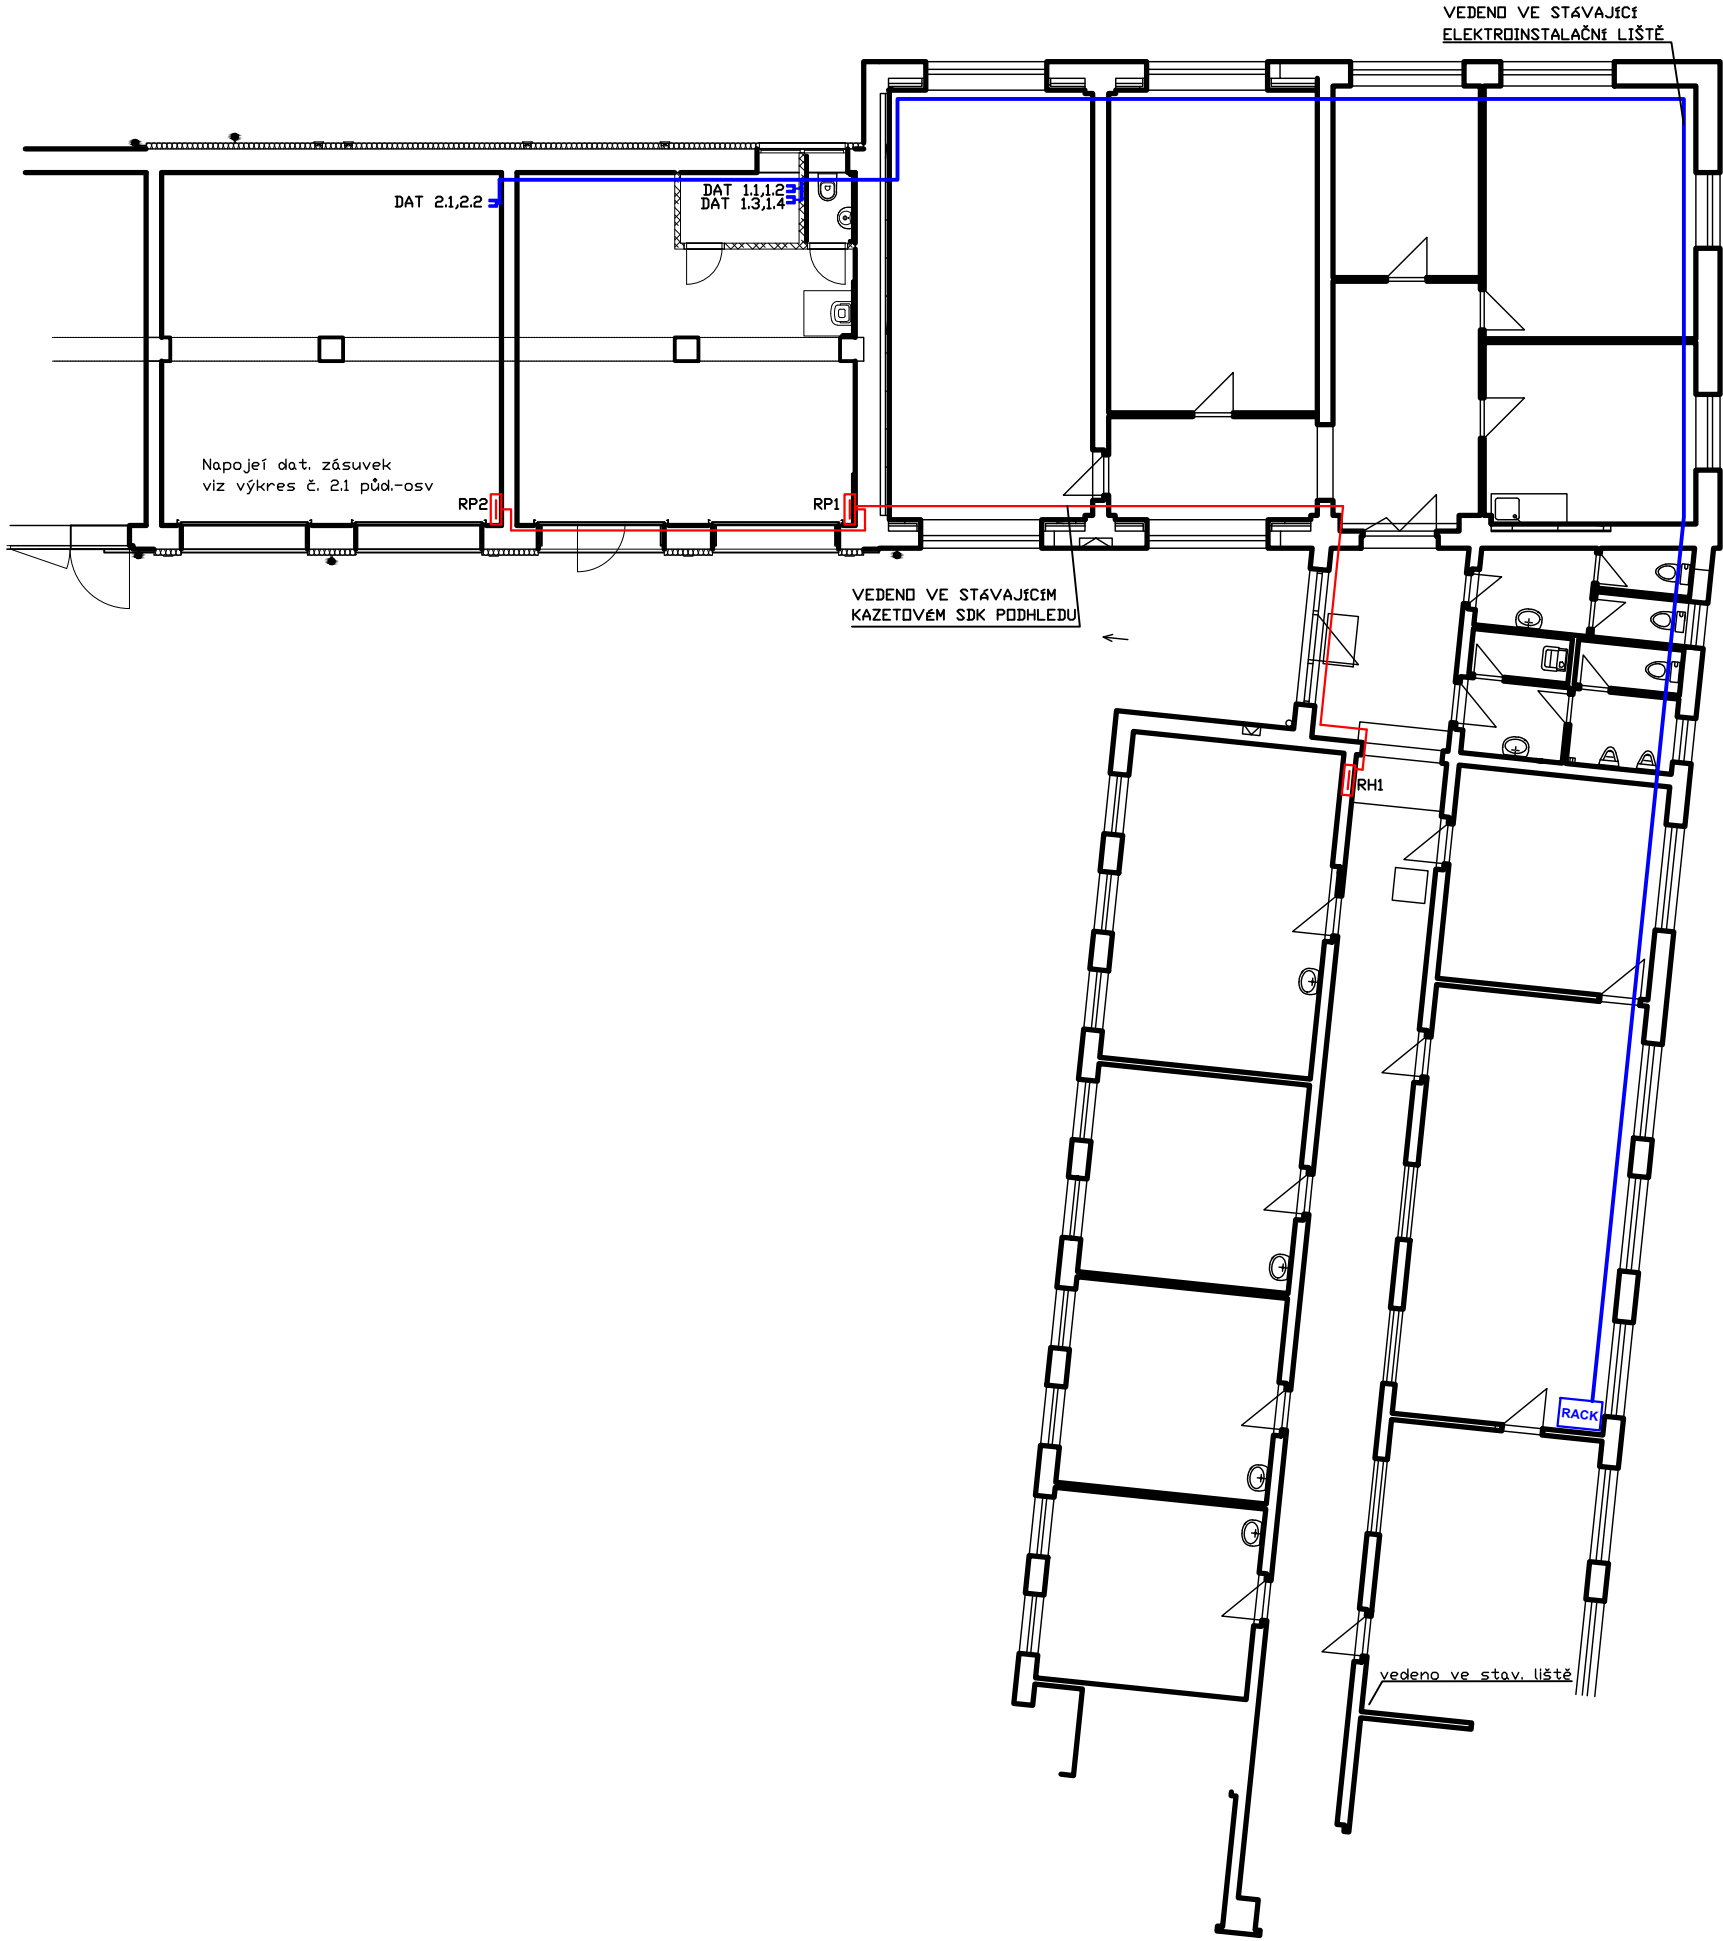 VEDENO VE STÁVAJÍCÍ
ELEKTROINSTALAČNÍ LIŠTĚ
DAT 2.1,2.2
DAT 1.1,1.2
DAT 1.3,1.4
Napojeí dat. zásuvek
viz výkres č. 2.1 půd.-osv
RP2
RP1
VEDENO VE STÁVAJÍCÍM
KAZETOVÉM SDK PODHLEDU
RH1
RACK
vedeno ve stav. liště